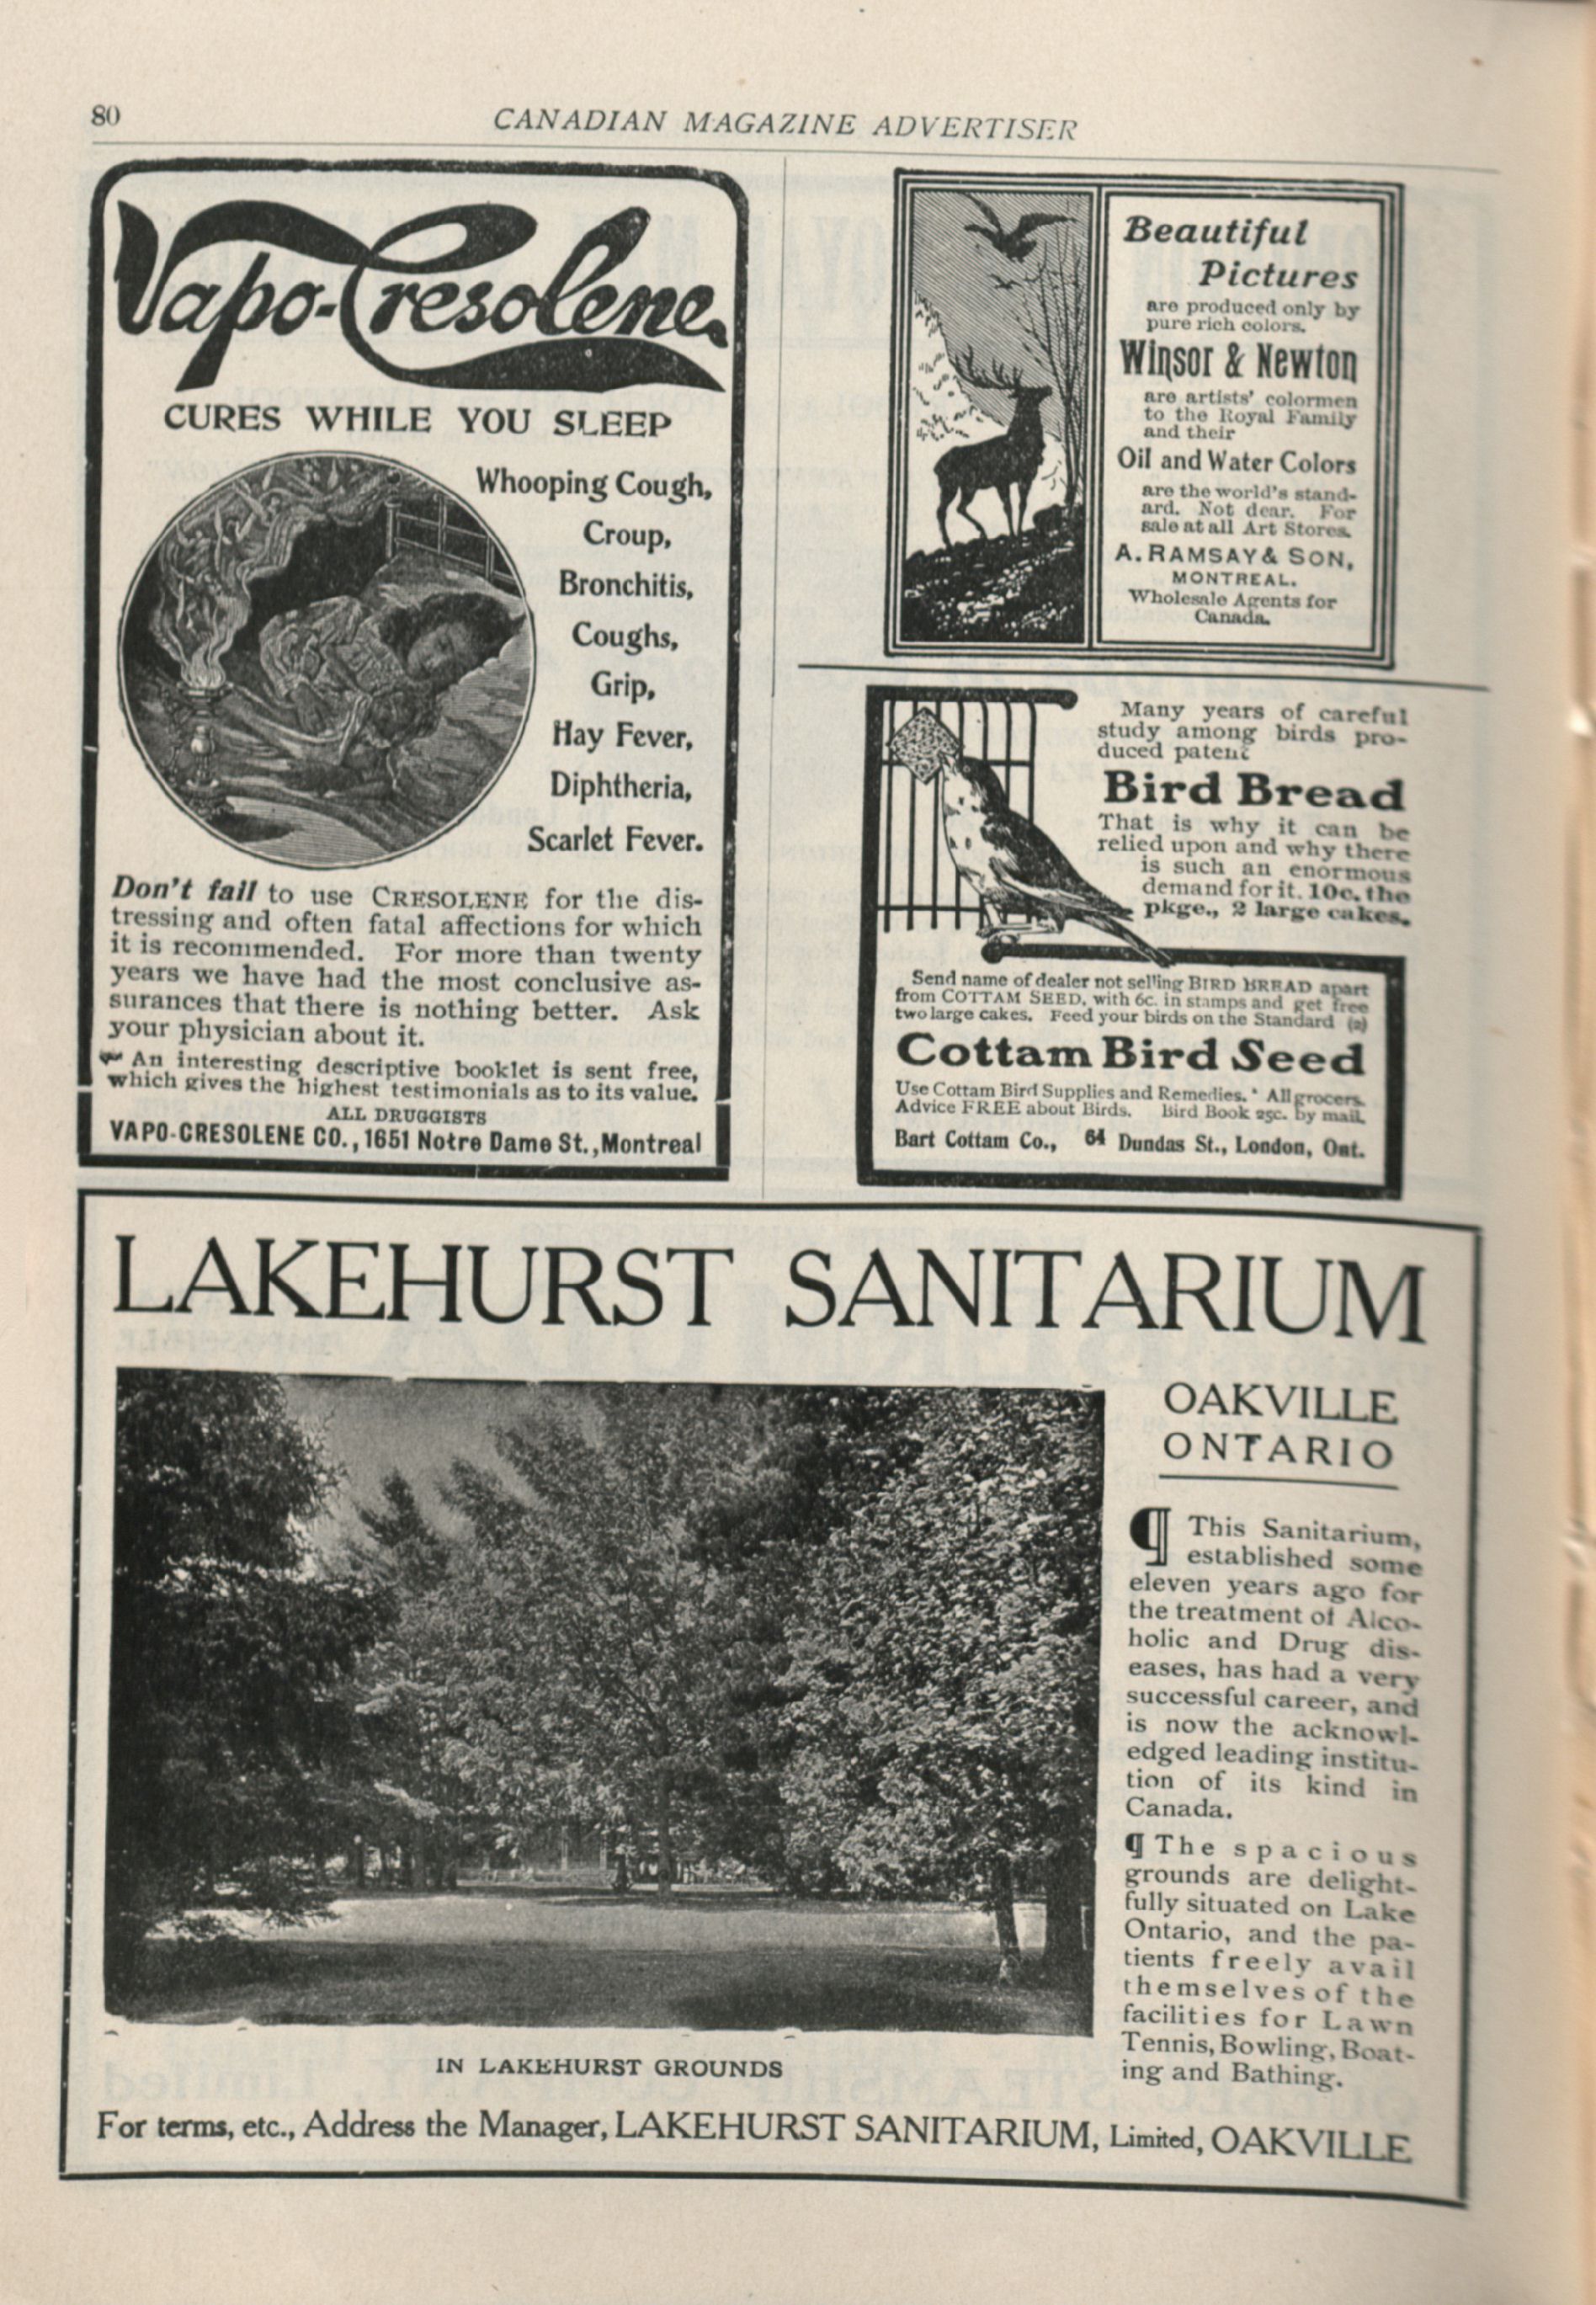 80
CANADIAN MAGAZINE ADVERTISER
Vapo-Cresolene.
CURES WHILE YOU SLEEP
Whooping Cough,
Croup,
Bronchitis,
Coughs,
Grip,
Hay Fever,
Diphtheria,
Scarlet Fever.
Don't fail to use CRESOLENE for the dis-
tressing and often fatal affections for which
it is recommended. For more than twenty
years we have had the most conclusive as-
surances that there is nothing better. Ask
your physician about it.
An interesting descriptive booklet is sent free,
which gives the highest testimonials as to its value.
ALL DRUGGISTS
VAPO-CRESOLENE CO., 1651 Notre Dame St., Montreal
Beautiful
Pictures
are produced only by
pure rich colors.
Winsor & Newton
are artists' colormen
to the Royal Family
and their
Oil and Water Colors
are the world's stand-
ard. Not dear. For
sale at all Art Stores.
A. RAMSAY & SON,
MONTREAL.
Wholesale Agents for
Canada.
Many years of careful
study among birds pro-
duced patent
Bird Bread
That is why it can be
relied upon and why there
is such an enormous
demand for it. 10c. the
pkge., 2 large cakes.
Send name of dealer not selling BIRD BREAD apart
from COTTAM SEED, with 6c. in stamps and get free
two large cakes. Feed your birds on the Standard (2)
Cottam Bird Seed
Use Cottam Bird Supplies and Remedies. All grocers.
Advice FREE about Birds. Bird Book 25c. by mail.
Bart Cottam Co., 64 Dundas St., London, Ont.
LAKEHURST SANITARIUM
OAKVILLE
ONTARIO
¶ This Sanitarium,
established some
eleven years ago for
the treatment of Alco-
holic and Drug dis-
eases, has had a very
successful career, and
is now the acknowl-
edged leading institu-
tion of its kind in
Canada.
¶ The spacious
grounds are delight-
fully situated on Lake
Ontario, and the pa-
tients freely avail
themselves of the
facilities for Lawn
Tennis, Bowling, Boat-
ing and Bathing.
IN LAKEHURST GROUNDS
For terms, etc., Address the Manager, LAKEHURST SANITARIUM, Limited, OAKVILLE